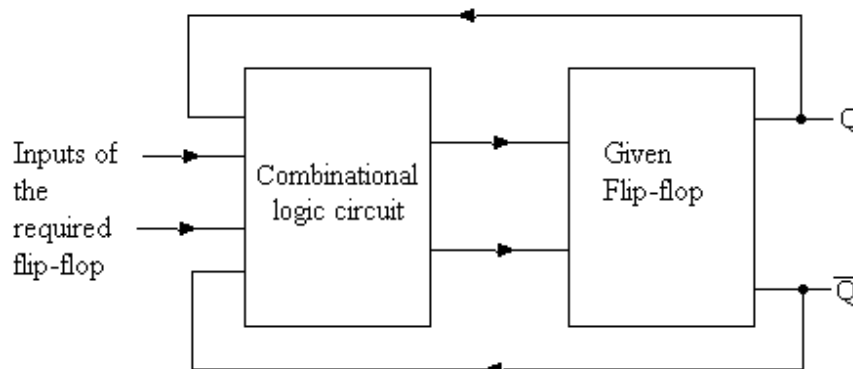 Inputs of
the
required
flip-flop
Combinational
logic circuit
Given
Flip-flop
Q
Q̅